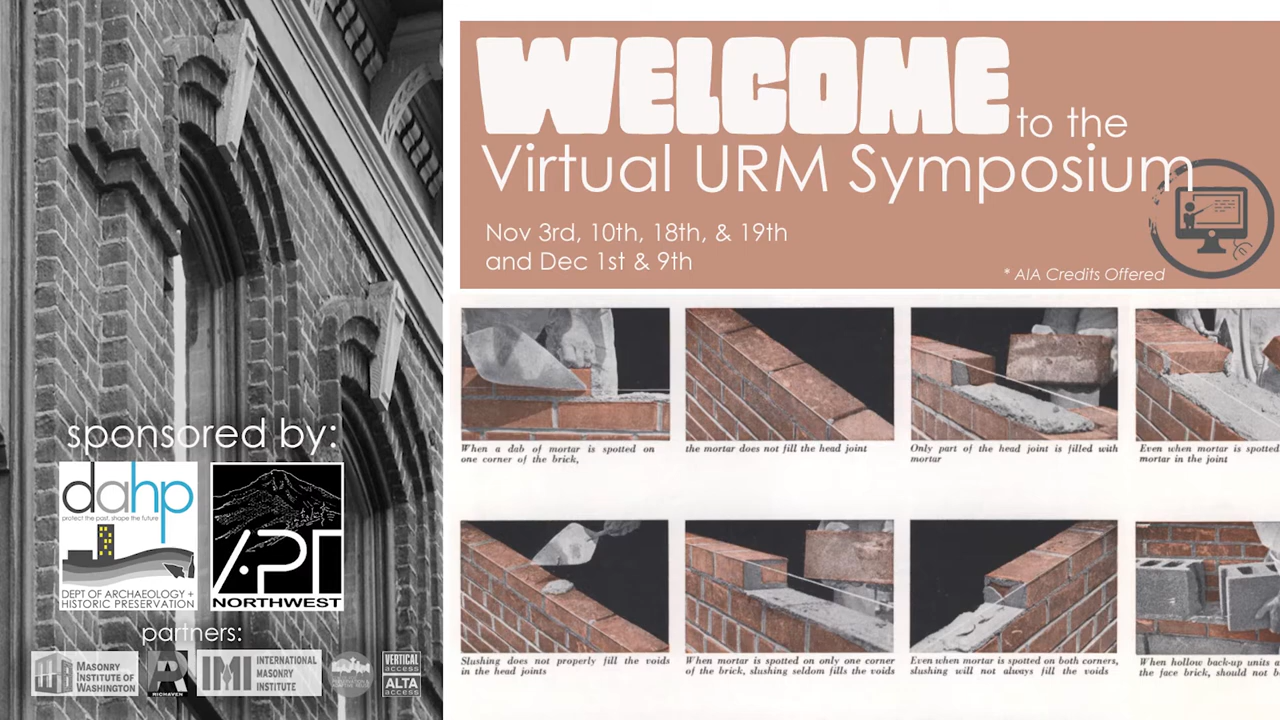 WELCOME to the
Virtual URM Symposium
Nov 3rd, 10th, 18th, & 19th
and Dec 1st & 9th
* AIA Credits Offered
sponsored by:
dahp
protect the past, shape the future
DEPT OF ARCHAEOLOGY +
HISTORIC PRESERVATION
APT
NORTHWEST
partners:
MASONRY
INSTITUTE OF
WASHINGTON
RICHAVEN
IMI
INTERNATIONAL
MASONRY
INSTITUTE
VERTICAL
access
ALTA
access
When a dab of mortar is spotted on
one corner of the brick,
the mortar does not fill the head joint
Only part of the head joint is filled with
mortar
Even when mortar is spotted
mortar in the joint
Slushing does not properly fill the voids
in the head joints
When mortar is spotted on only one corner
of the brick, slushing seldom fills the voids
Even when mortar is spotted on both corners,
slushing will not always fill the voids
When hollow back-up units a
the face brick, should not b